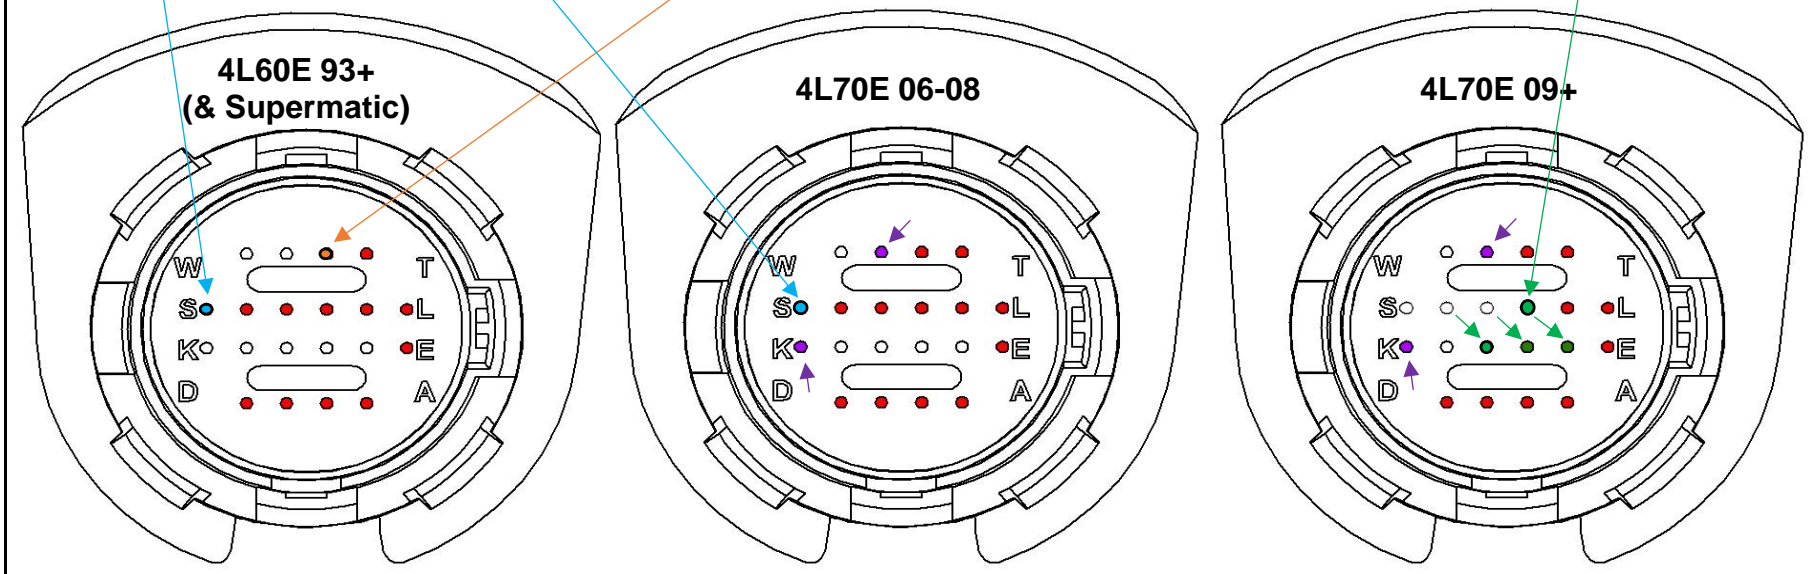 4L60E 93+
(& Supermatic)
W T
S L
K E
D A
4L70E 06-08
W T
S L
K E
D A
4L70E 09+
W T
S L
K E
D A